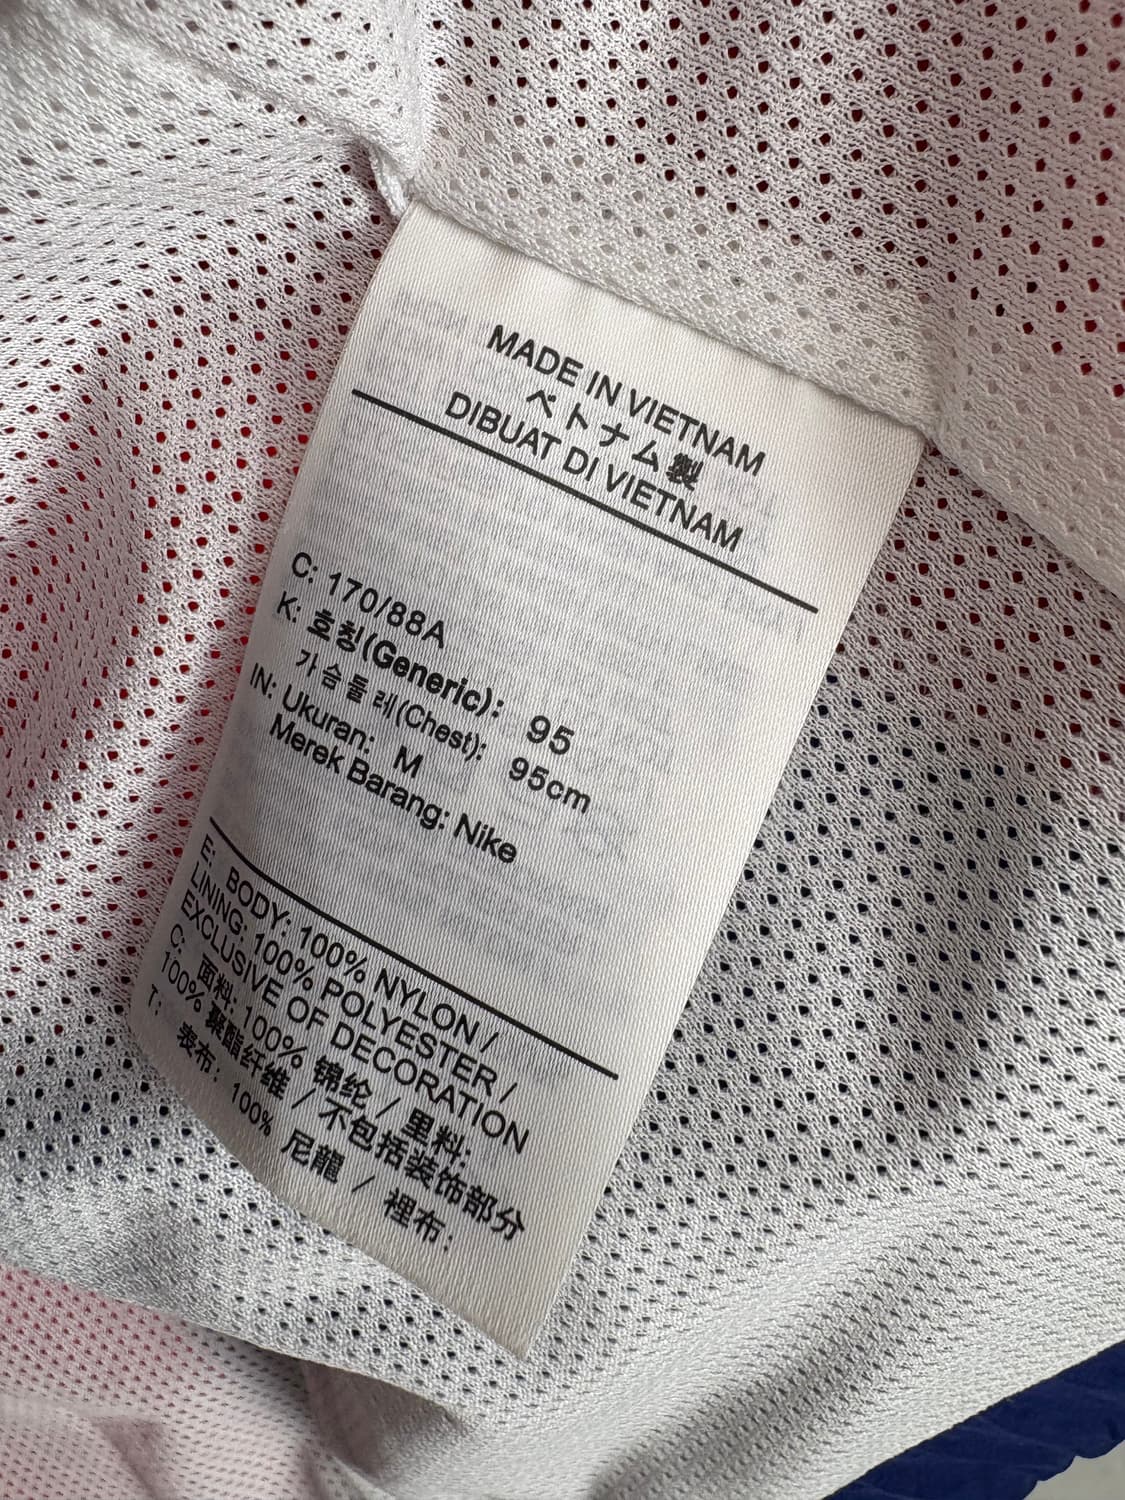 MADE IN VIETNAM
ベトナム製
DIBUAT DI VIETNAM
C: 170/88A
K: 호칭(Generic): 95
가슴둘레(Chest): 95cm
IN: Ukuran: M
Merek Barang: Nike
E: BODY: 100% NYLON /
LINING: 100% POLYESTER /
EXCLUSIVE OF DECORATION
C: 面料: 100% 锦纶 / 里料:
100% 聚酯纤维 / 不包括装饰部分
T: 表布: 100% 尼龍 / 裡布: